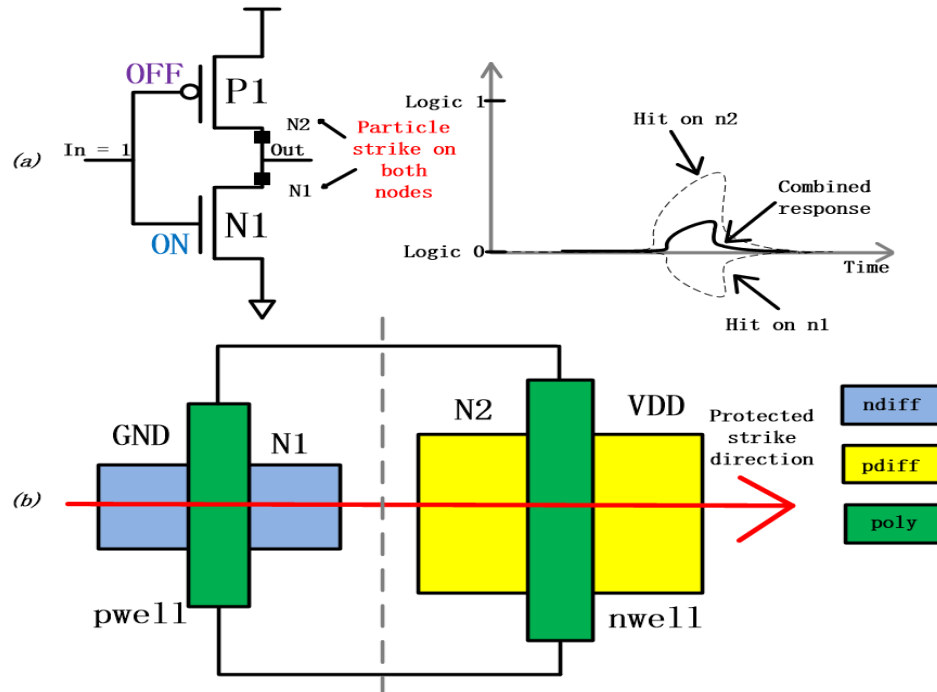 OFF
P1
N2
Logic 1
Hit on n2
(a)
In = 1
Out
Particle
strike on
both
nodes
N1
Combined
response
ON
N1
Logic 0
Time
Hit on n1
GND
N1
N2
VDD
Protected
strike
direction
ndiff
pdiff
(b)
poly
pwell
nwell